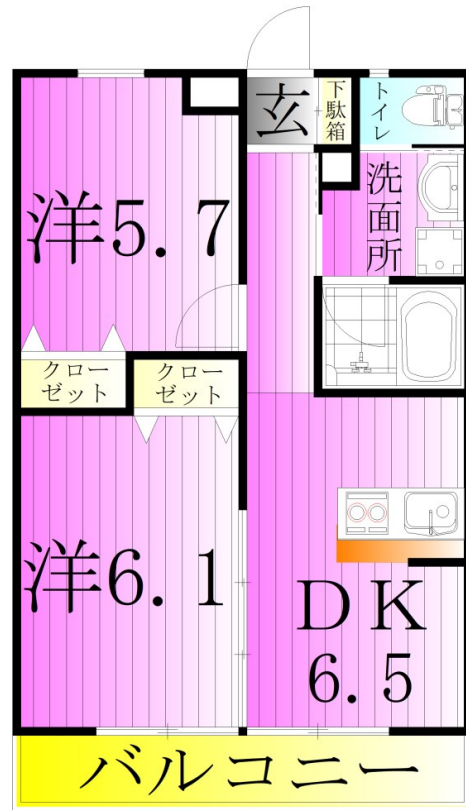 玄
下駄箱
トイレ
洗面所
洋5.7
クロー
ゼット
クロー
ゼット
洋6.1
DK
6.5
バルコニー